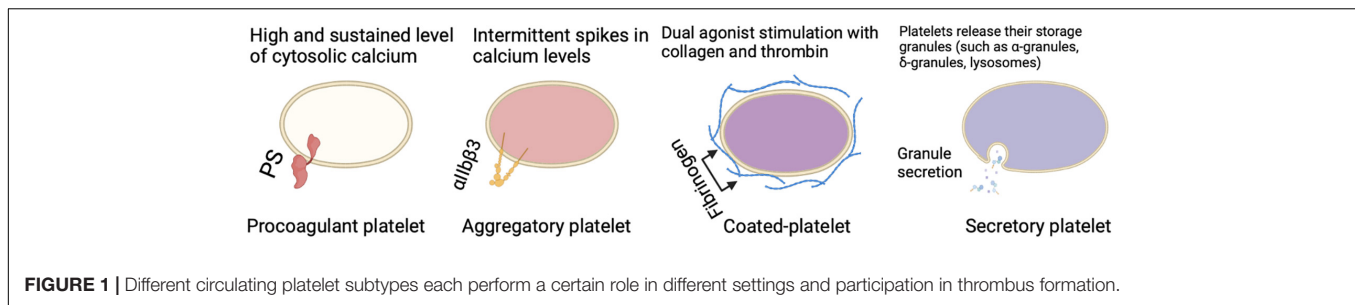 High and sustained level
of cytosolic calcium
PS
Procoagulant platelet
Intermittent spikes in
calcium levels
αIIbβ3
Aggregatory platelet
Dual agonist stimulation with
collagen and thrombin
Fibrinogen
Coated-platelet
Platelets release their storage
granules (such as α-granules,
δ-granules, lysosomes)
Granule
secretion
Secretory platelet
FIGURE 1 | Different circulating platelet subtypes each perform a certain role in different settings and participation in thrombus formation.